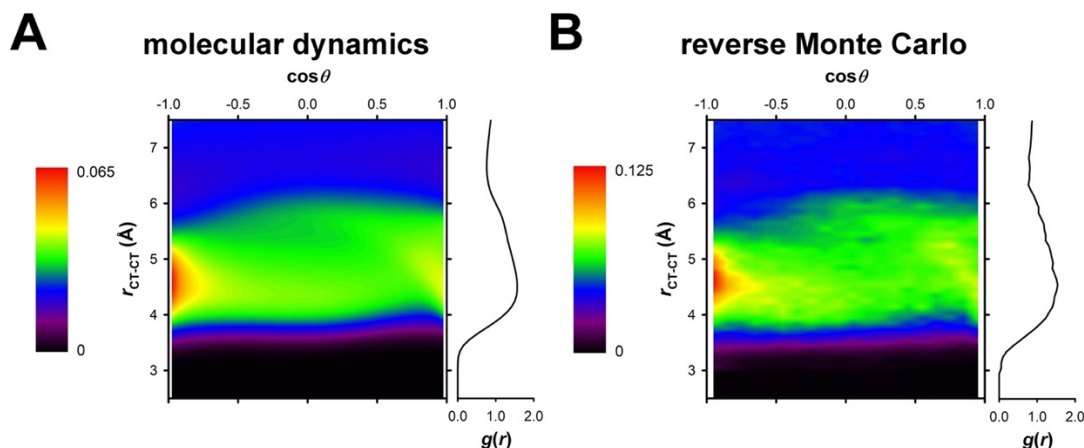 A
molecular dynamics
cosθ
-1.0 -0.5 0.0 0.5 1.0
0.065
0
r CT-CT (Å)
7
6
5
4
3
0.0 1.0 2.0
g(r)
B
reverse Monte Carlo
cosθ
-1.0 -0.5 0.0 0.5 1.0
0.125
0
r CT-CT (Å)
7
6
5
4
3
0.0 1.0 2.0
g(r)